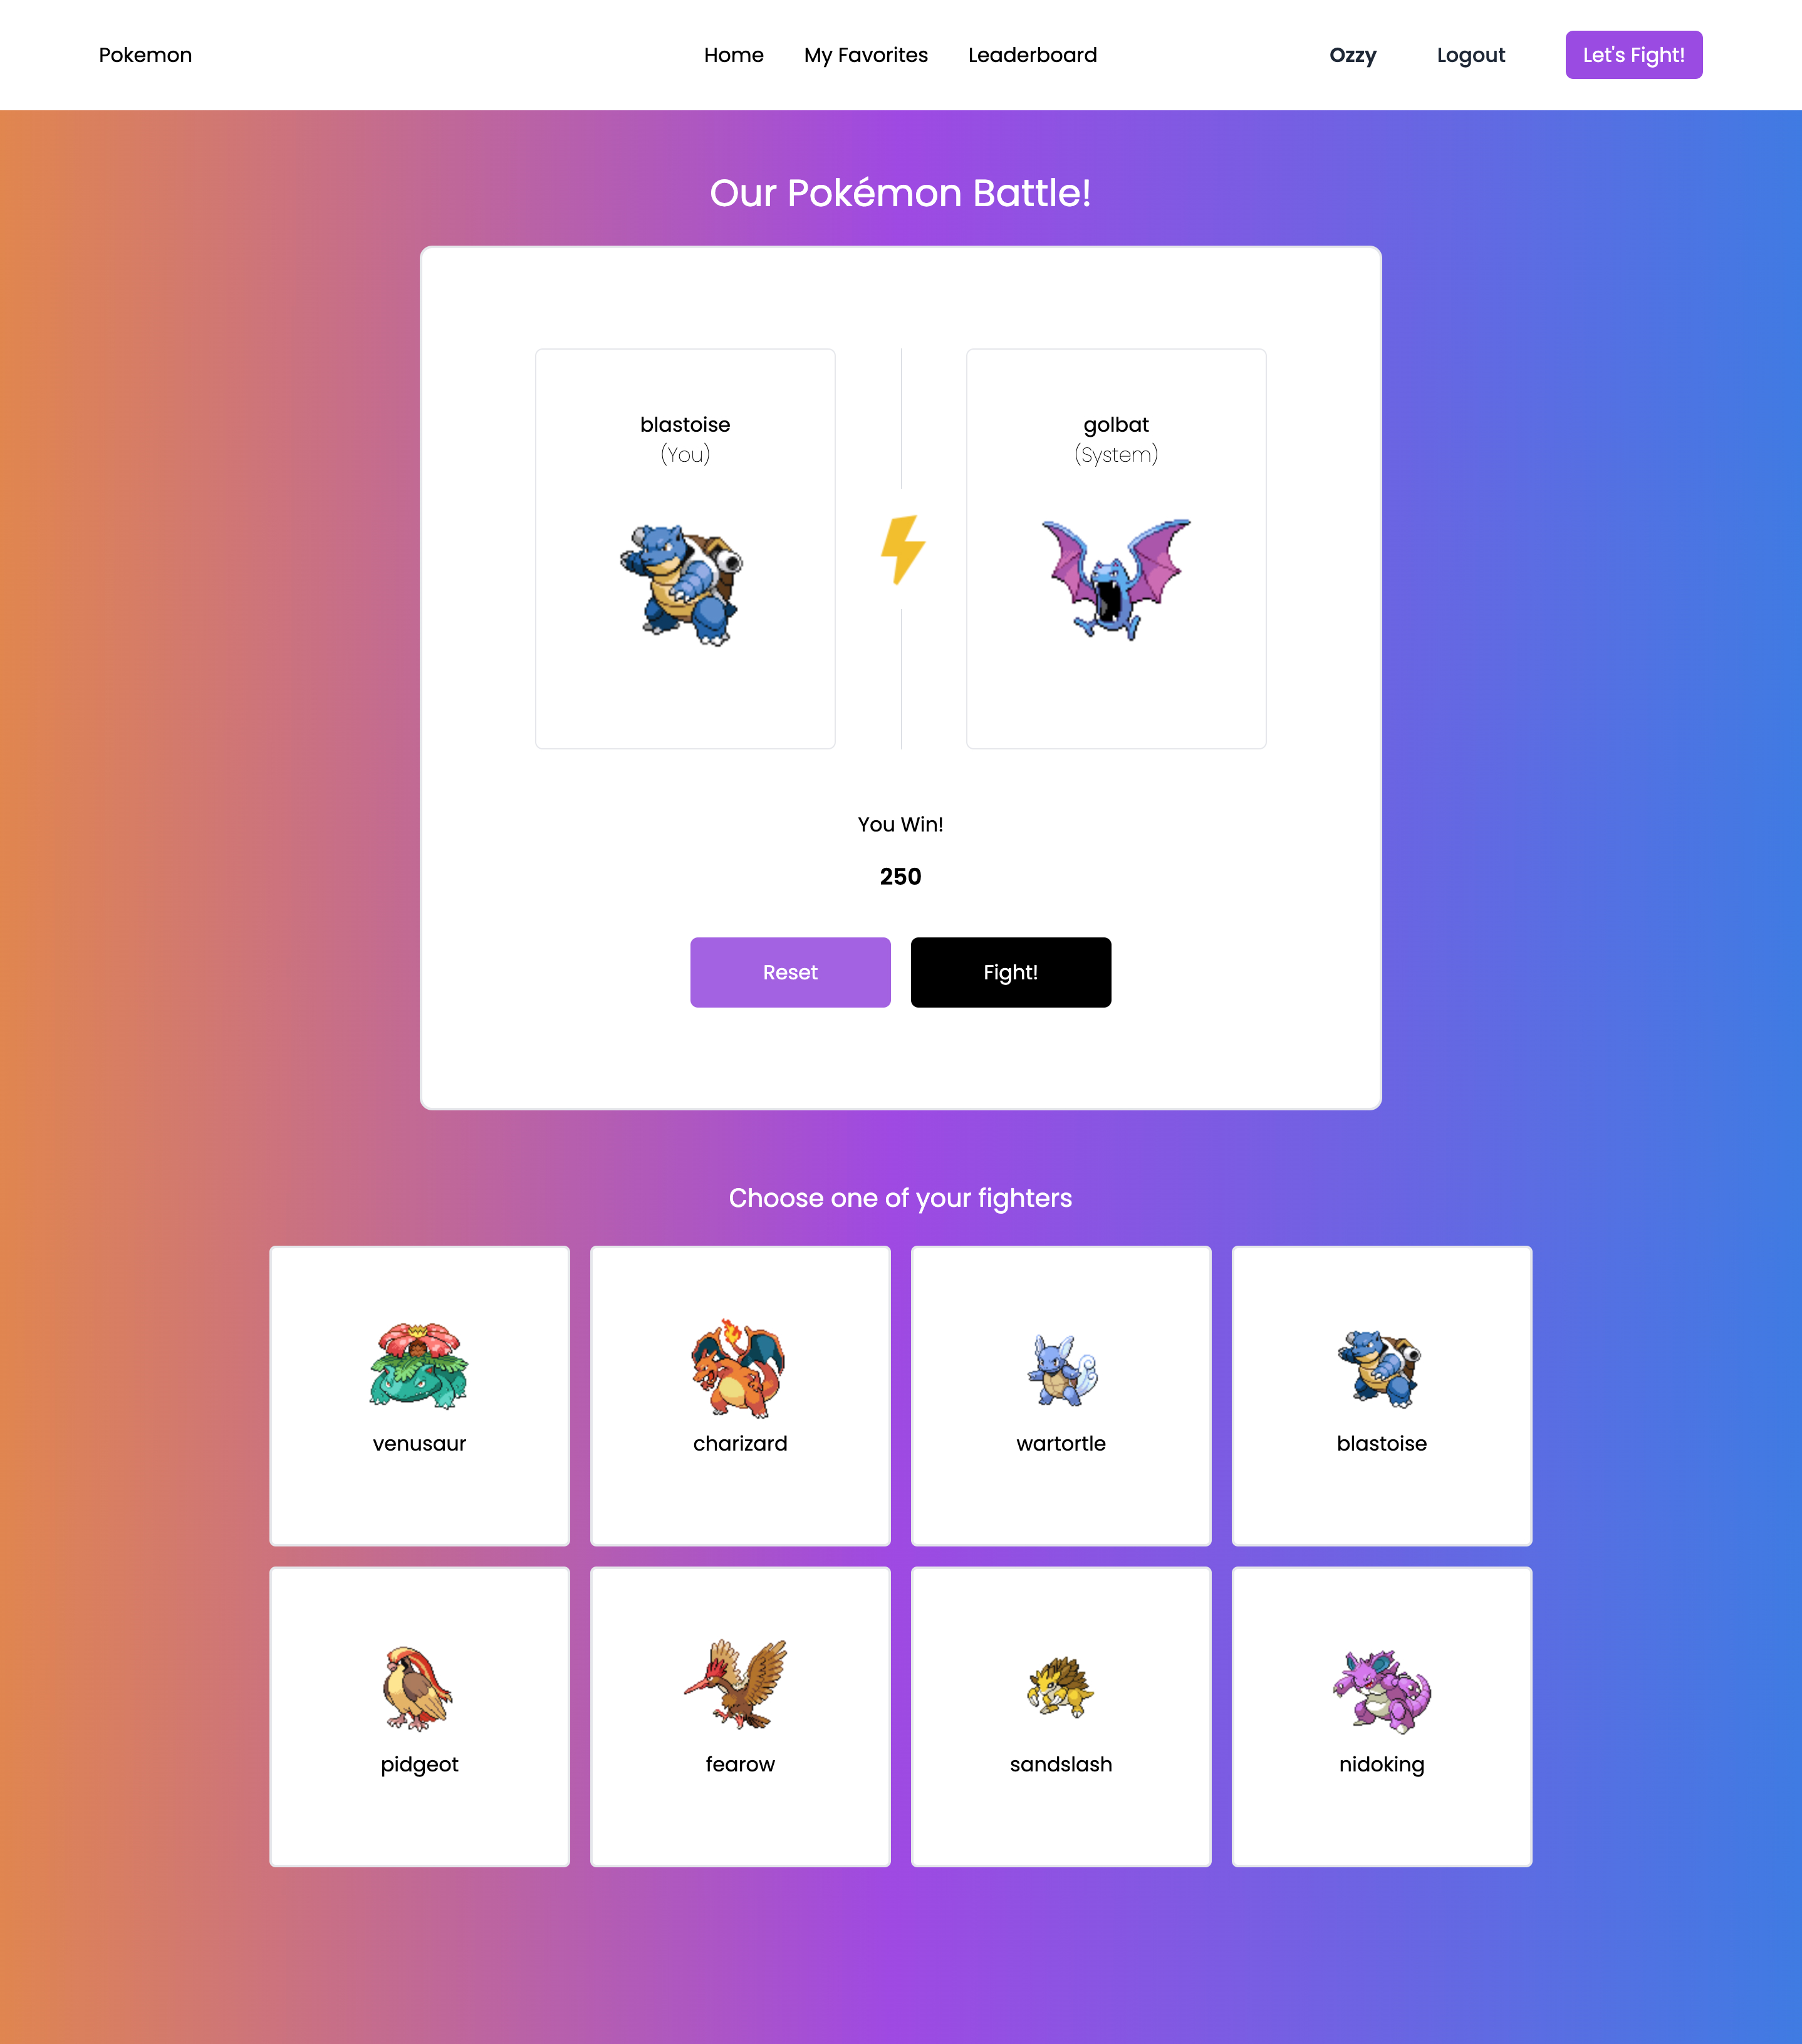 Pokemon
Home
My Favorites
Leaderboard
Ozzy
Logout
Let's Fight!
Our Pokémon Battle!
blastoise
(You)
golbat
(System)
You Win!
250
Reset
Fight!
Choose one of your fighters
venusaur
charizard
wartortle
blastoise
pidgeot
fearow
sandslash
nidoking